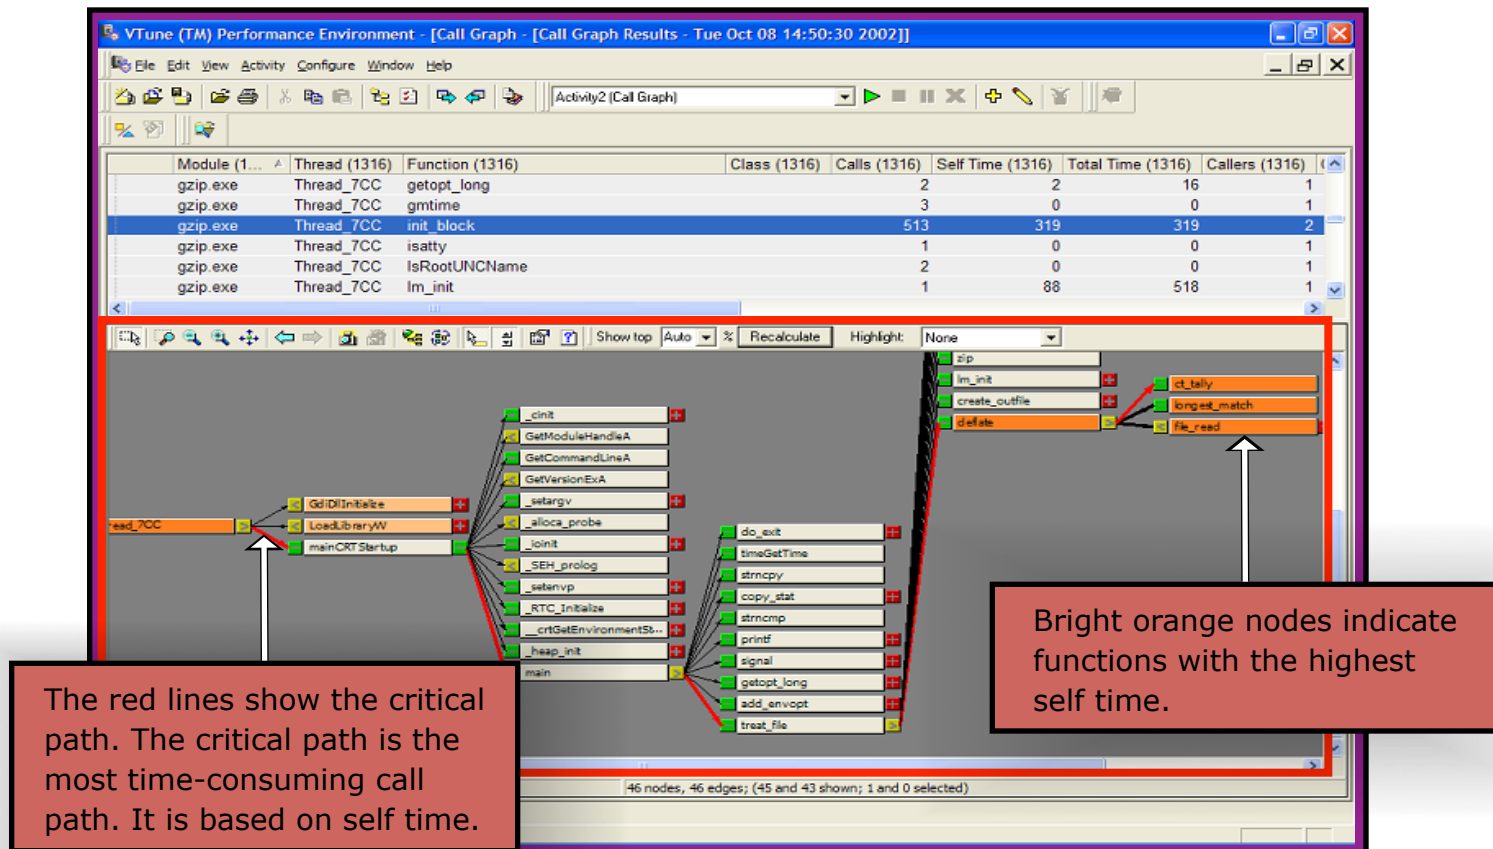 VTune (TM) Performance Environment - [Call Graph - [Call Graph Results - Tue Oct 08 14:50:30 2002]]
File Edit View Activity Configure Window Help
Activity2 (Call Graph)
Module (1... Thread (1316) Function (1316) Class (1316) Calls (1316) Self Time (1316) Total Time (1316) Callers (1316)
gzip.exe Thread_7CC getopt_long 2 2 16 1
gzip.exe Thread_7CC gmtime 3 0 0 1
gzip.exe Thread_7CC init_block 513 319 319 2
gzip.exe Thread_7CC isatty 1 0 0 1
gzip.exe Thread_7CC IsRootUNCName 2 0 0 1
gzip.exe Thread_7CC lm_init 1 88 518 1
Show top Auto % Recalculate Highlight: None
zip
lm_init
create_outfile
deflate
ct_tally
longest_match
file_read
_cinit
GetModuleHandleA
GetCommandLineA
GetVersionExA
_setargv
_alloca_probe
_ioinit
_SEH_prolog
_setenvp
_RTC_Initialize
__crtGetEnvironmentSt...
_heap_init
main
GdiDllInitialize
LoadLibraryW
mainCRTStartup
read_7CC
do_exit
timeGetTime
strncpy
copy_stat
strncmp
printf
signal
getopt_long
add_envopt
treat_file
Bright orange nodes indicate
functions with the highest
self time.
The red lines show the critical
path. The critical path is the
most time-consuming call
path. It is based on self time.
46 nodes, 46 edges; (45 and 43 shown; 1 and 0 selected)